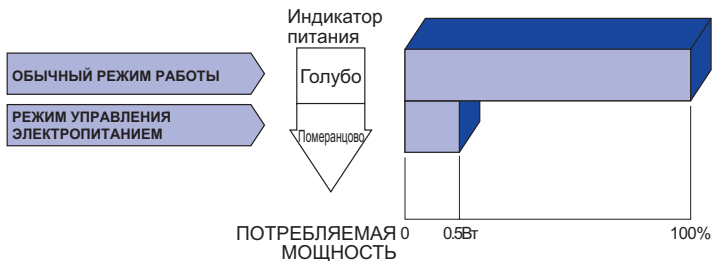 Индикатор
питания
ОБЫЧНЫЙ РЕЖИМ РАБОТЫ
Голубо
РЕЖИМ УПРАВЛЕНИЯ
ЭЛЕКТРОПИТАНИЕМ
Померанцово
ПОТРЕБЛЯЕМАЯ
МОЩНОСТЬ
0 0.5Вт 100%